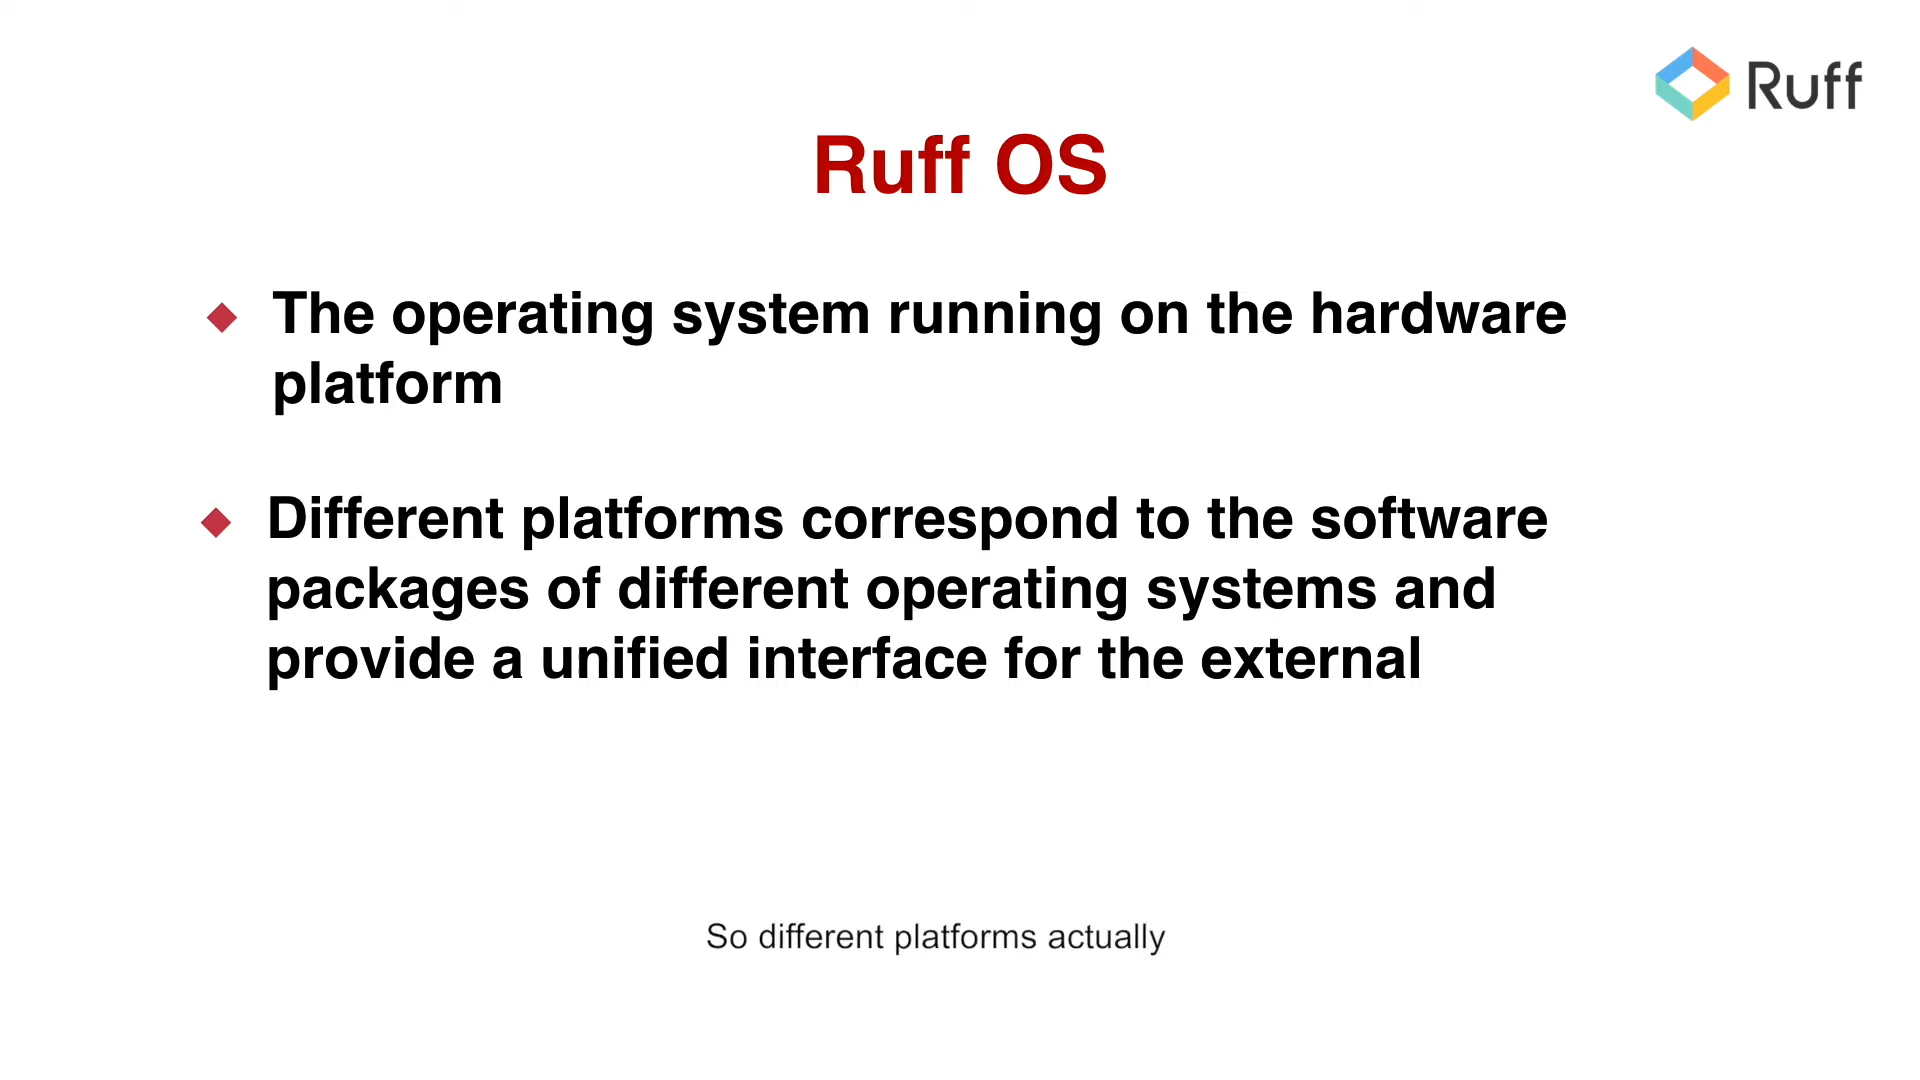 Ruff
Ruff OS
The operating system running on the hardware
platform
Different platforms correspond to the software
packages of different operating systems and
provide a unified interface for the external
So different platforms actually